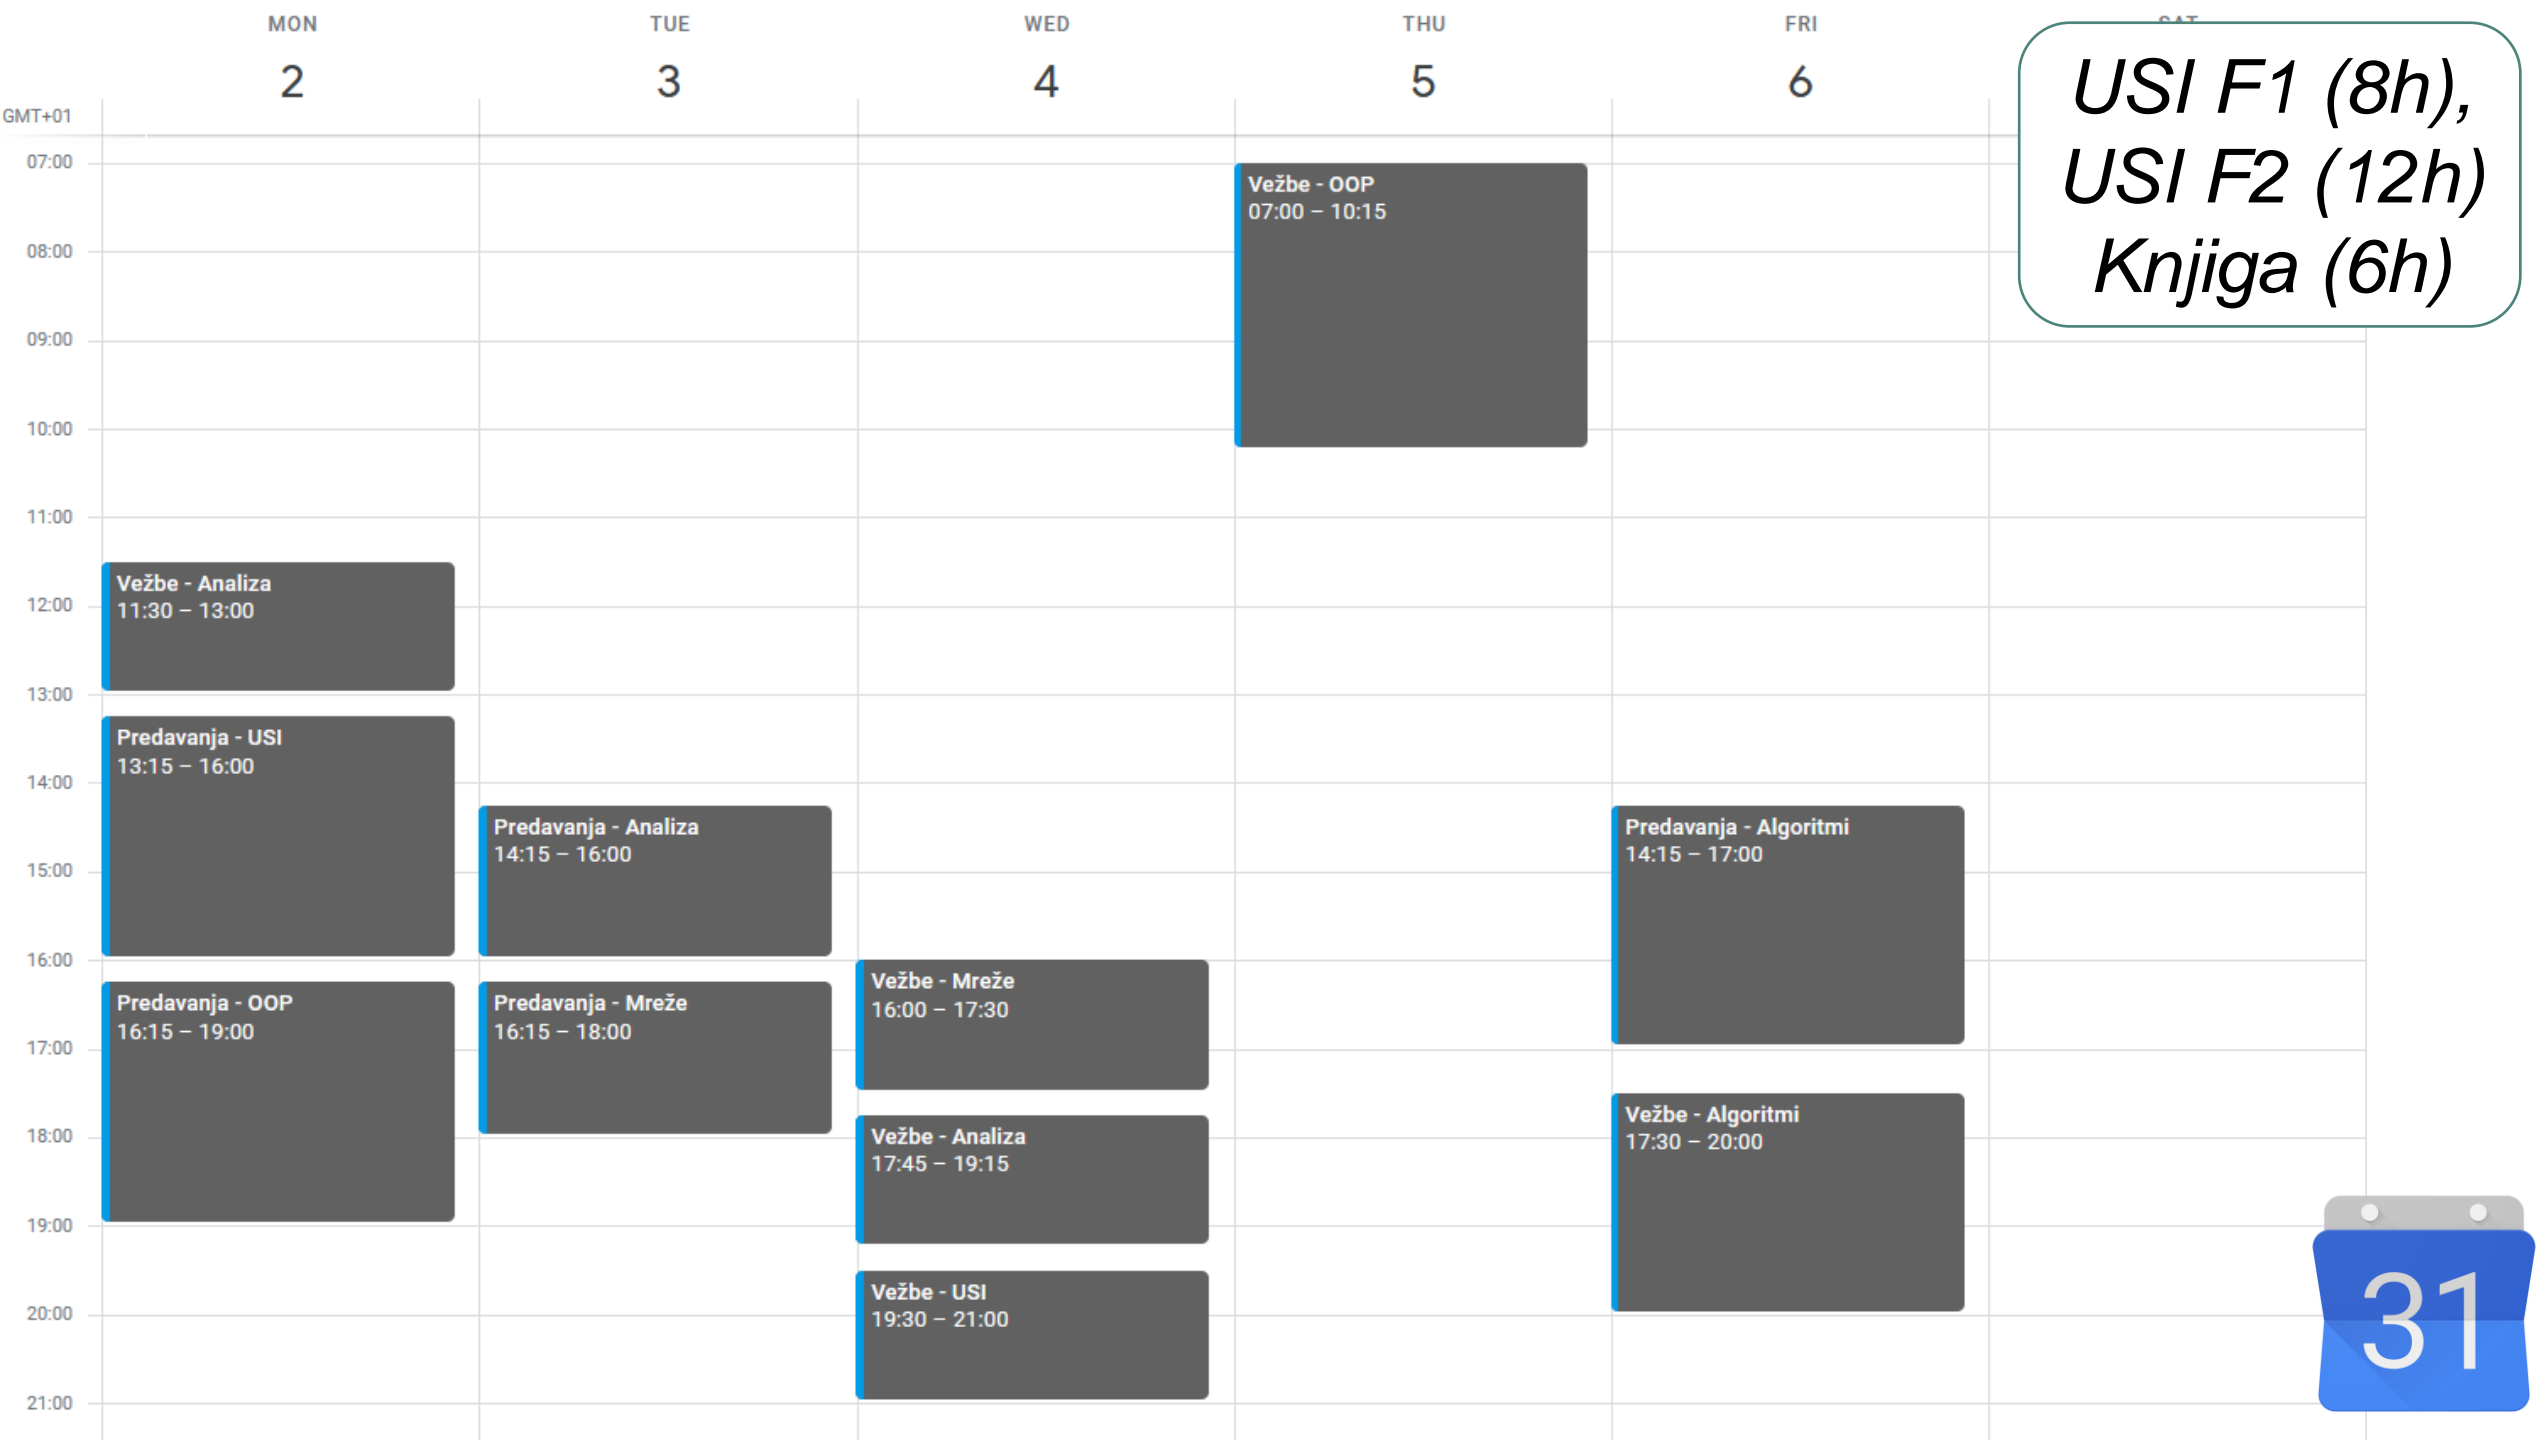 MON TUE WED THU FRI SAT
2 3 4 5 6
GMT+01
USI F1 (8h),
USI F2 (12h)
Knjiga (6h)
07:00
08:00
09:00
10:00
11:00
12:00
13:00
14:00
15:00
16:00
17:00
18:00
19:00
20:00
21:00
Vežbe - Analiza
11:30 – 13:00
Predavanja - USI
13:15 – 16:00
Predavanja - OOP
16:15 – 19:00
Predavanja - Analiza
14:15 – 16:00
Predavanja - Mreže
16:15 – 18:00
Vežbe - Mreže
16:00 – 17:30
Vežbe - Analiza
17:45 – 19:15
Vežbe - USI
19:30 – 21:00
Vežbe - OOP
07:00 – 10:15
Predavanja - Algoritmi
14:15 – 17:00
Vežbe - Algoritmi
17:30 – 20:00
31